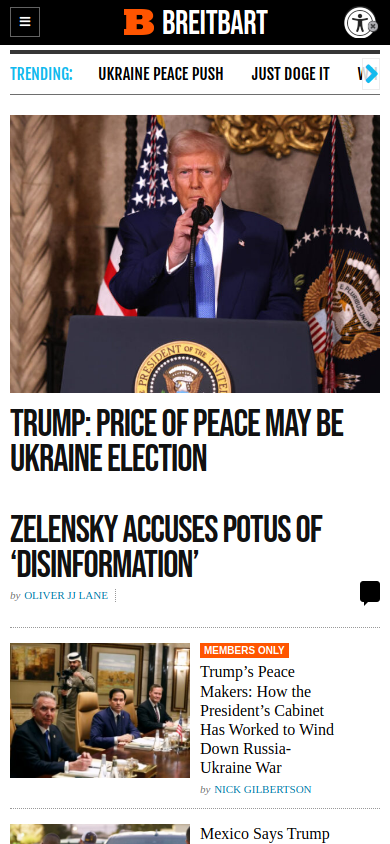 BREITBART
TRENDING:
UKRAINE PEACE PUSH
JUST DOGE IT
TRUMP: PRICE OF PEACE MAY BE
UKRAINE ELECTION
ZELENSKY ACCUSES POTUS OF
‘DISINFORMATION’
by OLIVER JJ LANE
MEMBERS ONLY
Trump’s Peace
Makers: How the
President’s Cabinet
Has Worked to Wind
Down Russia-
Ukraine War
by NICK GILBERTSON
Mexico Says Trump